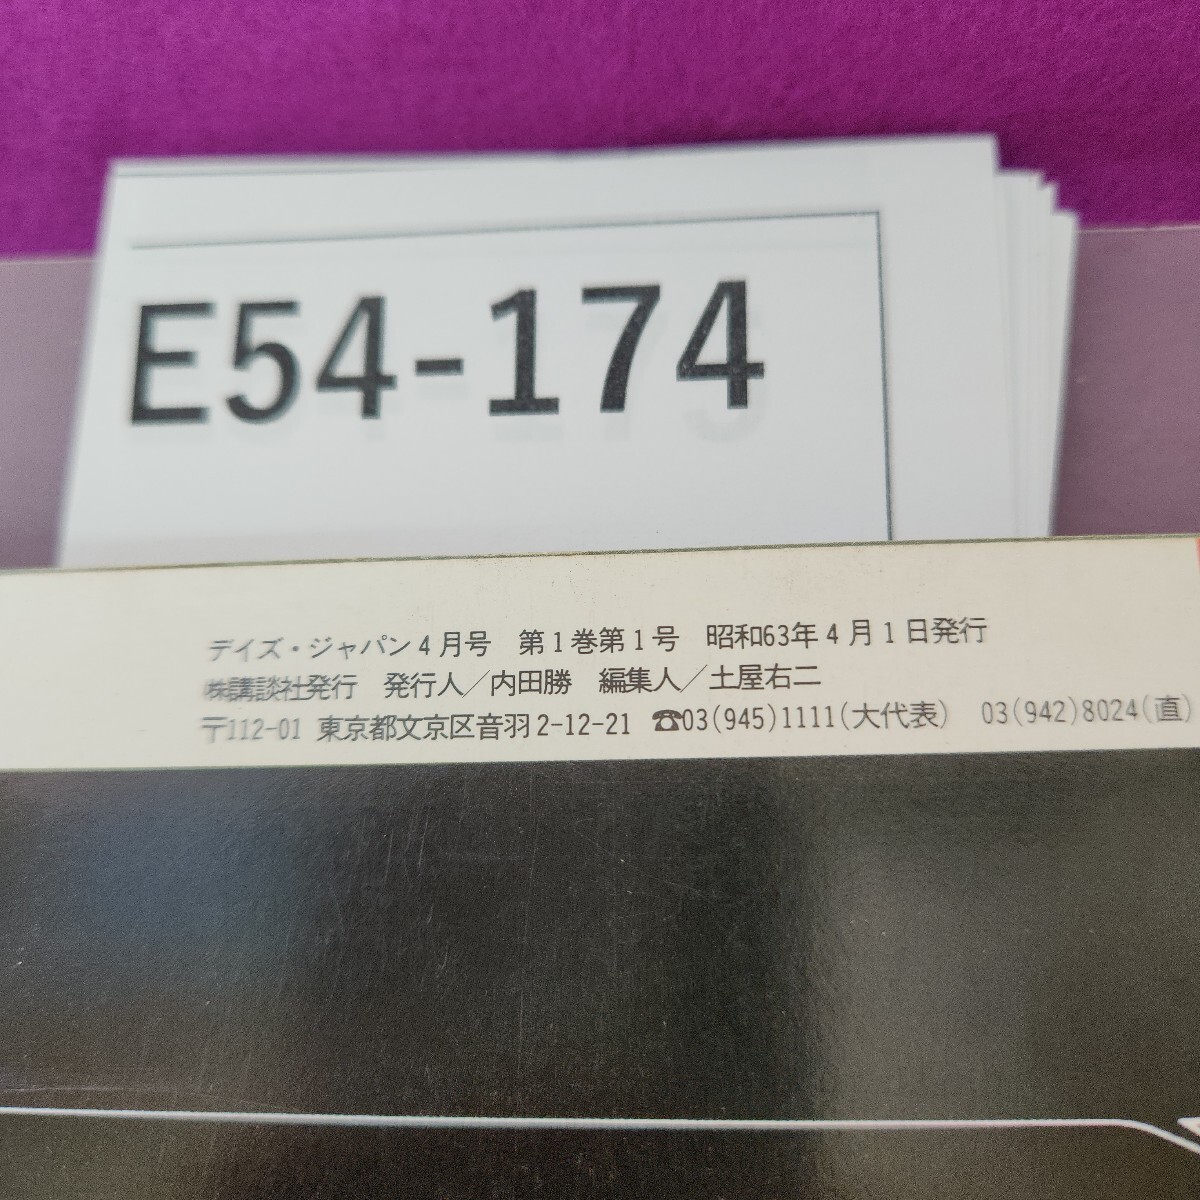 E54-174
デイズ・ジャパン4月号 第1巻第1号 昭和63年4月1日発行
㈱講談社発行 発行人／内田勝 編集人／土屋右二
〒112-01 東京都文京区音羽2-12-21 ☎03(945)1111(大代表) 03(942)8024(直)